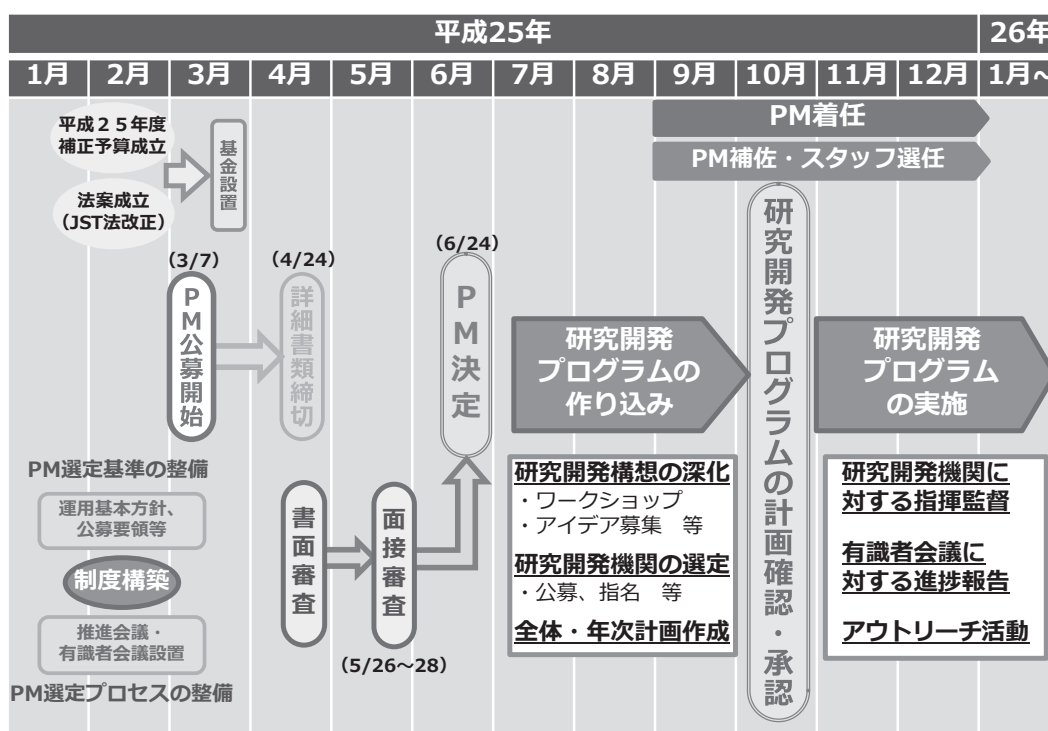 平成25年
26年
1月
2月
3月
4月
5月
6月
7月
8月
9月
10月
11月
12月
1月~
PM着任
PM補佐・スタッフ選任
平成25年度
補正予算成立
法案成立
(JST法改正)
基金設置
(3/7)
PM公募開始
(4/24)
詳細書類締切
(6/24)
PM決定
研究開発
プログラムの
作り込み
研究開発プログラムの計画確認・承認
研究開発
プログラム
の実施
PM選定基準の整備
運用基本方針、
公募要領等
制度構築
推進会議・
有識者会議設置
PM選定プロセスの整備
書面審査
面接審査
(5/26~28)
研究開発構想の深化
・ワークショップ
・アイデア募集 等
研究開発機関の選定
・公募、指名 等
全体・年次計画作成
研究開発機関に
対する指揮監督
有識者会議に
対する進捗報告
アウトリーチ活動